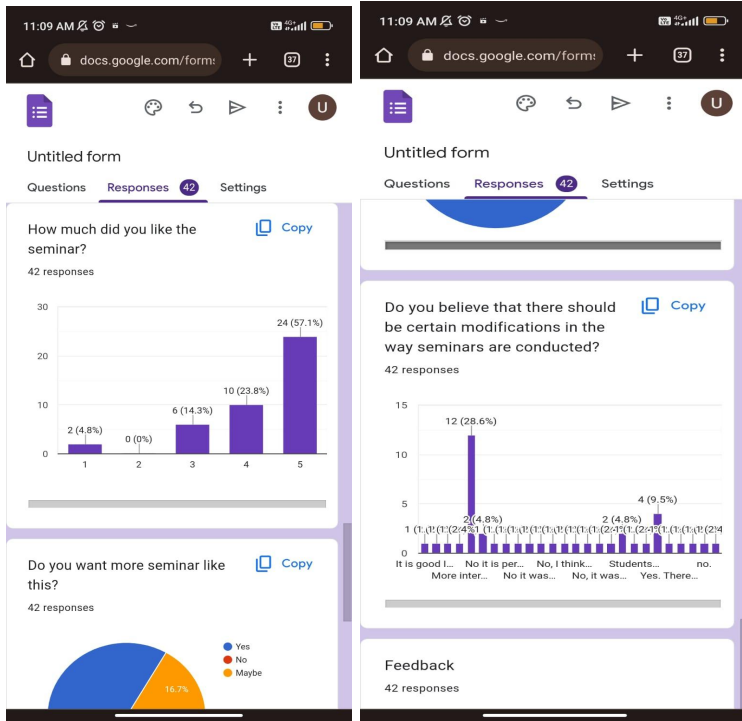 11:09 AM
4G+
docs.google.com/forms
37
U
Untitled form
Questions
Responses 42
Settings
How much did you like the
seminar?
Copy
42 responses
30
20
10
0
2 (4.8%)
0 (0%)
6 (14.3%)
10 (23.8%)
24 (57.1%)
1
2
3
4
5
Do you want more seminar like
this?
Copy
42 responses
Yes
No
Maybe
16.7%
11:09 AM
4G+
docs.google.com/forms
37
U
Untitled form
Questions
Responses 42
Settings
Do you believe that there should
be certain modifications in the
way seminars are conducted?
Copy
42 responses
15
10
5
0
12 (28.6%)
2 (4.8%)
2 (4.8%)
4 (9.5%)
It is good I...
More inter...
No it is per...
No it was...
No, I think...
No, it was...
Students...
Yes. There...
no.
Feedback
42 responses